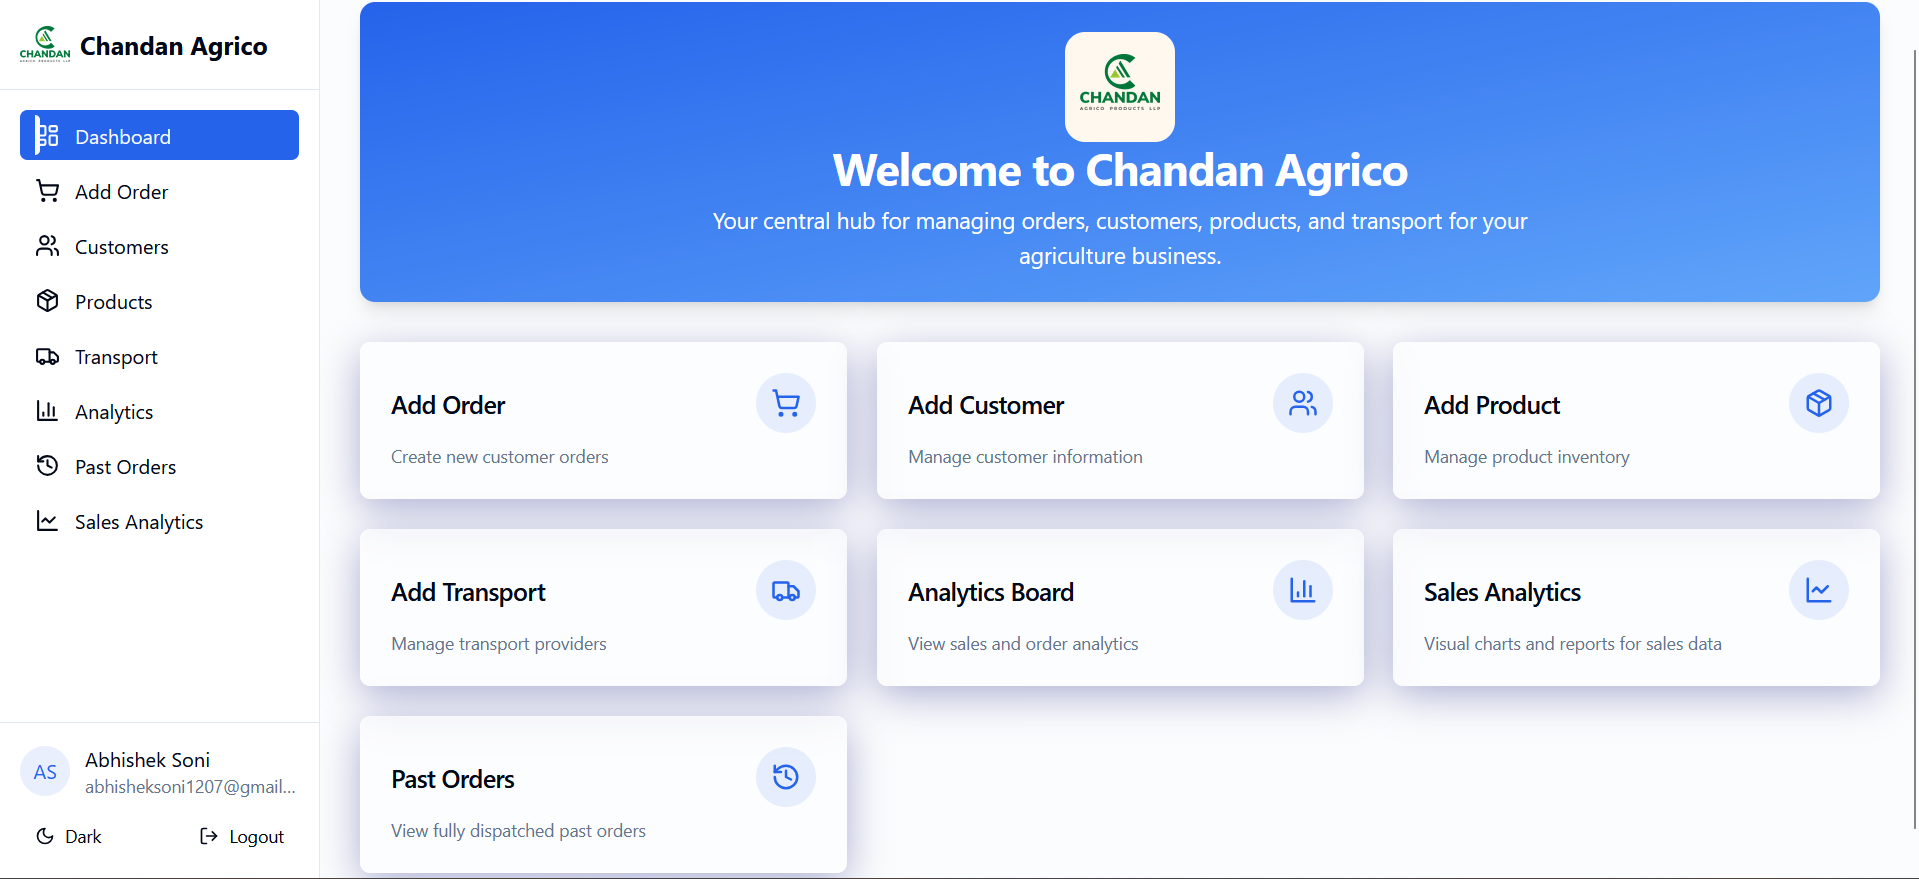 CHANDAN
AGRICO PRODUCTS LLP
Chandan Agrico
Dashboard
Add Order
Customers
Products
Transport
Analytics
Past Orders
Sales Analytics
AS
Abhishek Soni
abhisheksoni1207@gmail...
Dark
Logout
CHANDAN
AGRICO PRODUCTS LLP
Welcome to Chandan Agrico
Your central hub for managing orders, customers, products, and transport for your
agriculture business.
Add Order
Create new customer orders
Add Customer
Manage customer information
Add Product
Manage product inventory
Add Transport
Manage transport providers
Analytics Board
View sales and order analytics
Sales Analytics
Visual charts and reports for sales data
Past Orders
View fully dispatched past orders